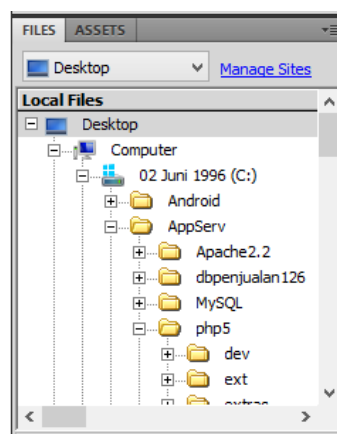 FILES ASSETS
Desktop Manage Sites
Local Files
Desktop
Computer
02 Juni 1996 (C:)
Android
AppServ
Apache2.2
dbpenjualan126
MySQL
php5
dev
ext